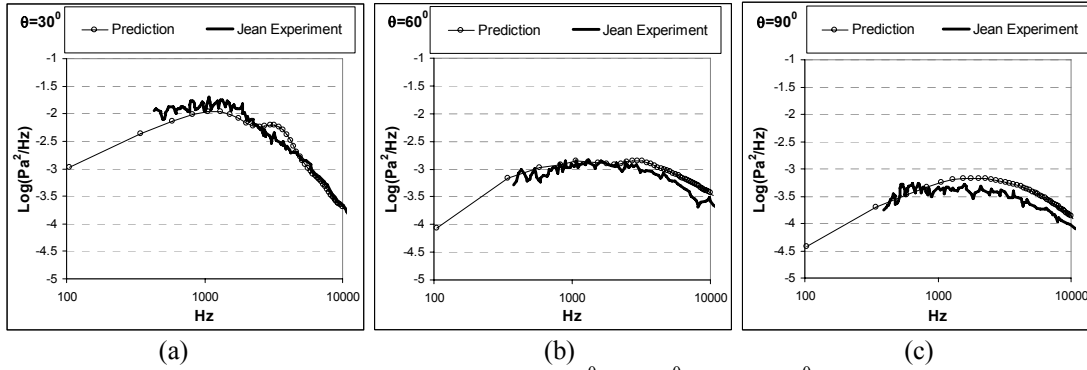 θ=30⁰
Prediction Jean Experiment
-1
-1.5
-2
-2.5
-3
-3.5
-4
-4.5
-5
Log(Pa²/Hz)
100 1000 10000
Hz
(a)
θ=60⁰
Prediction Jean Experiment
-1
-1.5
-2
-2.5
-3
-3.5
-4
-4.5
-5
Log(Pa²/Hz)
100 1000 10000
Hz
(b)
θ=90⁰
Prediction Jean Experiment
-1
-1.5
-2
-2.5
-3
-3.5
-4
-4.5
-5
Log(Pa²/Hz)
100 1000 10000
Hz
(c)